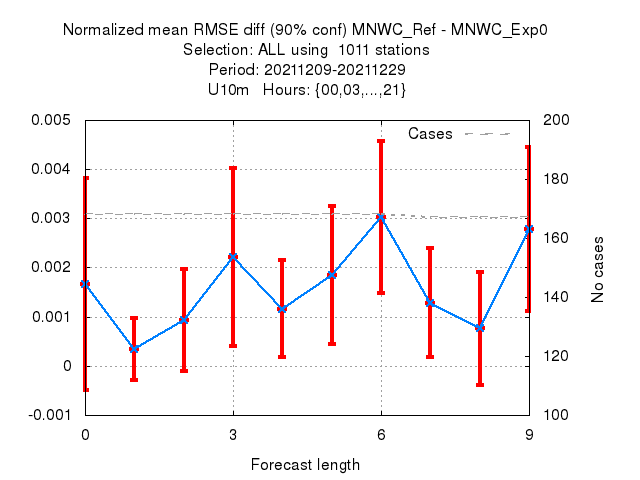 Normalized mean RMSE diff (90% conf) MNWC_Ref - MNWC_Exp0
Selection: ALL using  1011 stations
Period: 20211209-20211229
U10m   Hours: {00,03,...,21}
Cases
0.005
0.004
0.003
0.002
0.001
0
-0.001
200
180
160
140
120
100
No cases
0
3
6
9
Forecast length